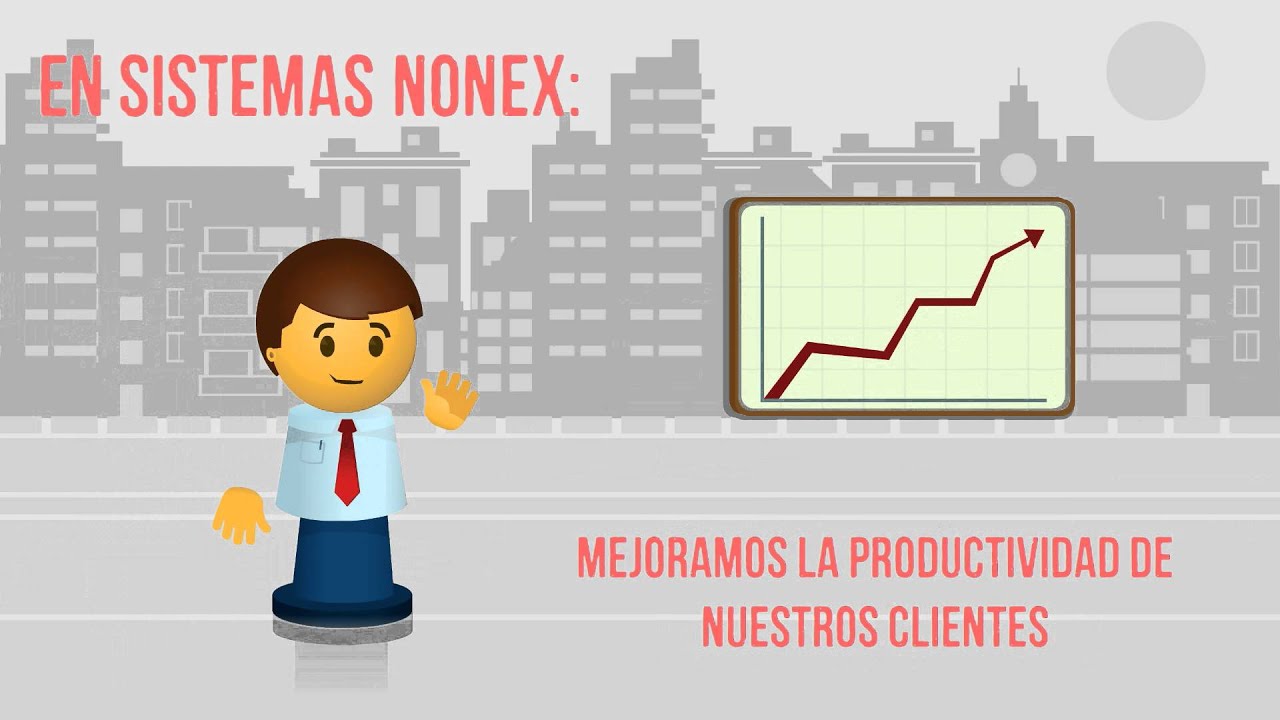 EN SISTEMAS NONEX:
MEJORAMOS LA PRODUCTIVIDAD DE
NUESTROS CLIENTES